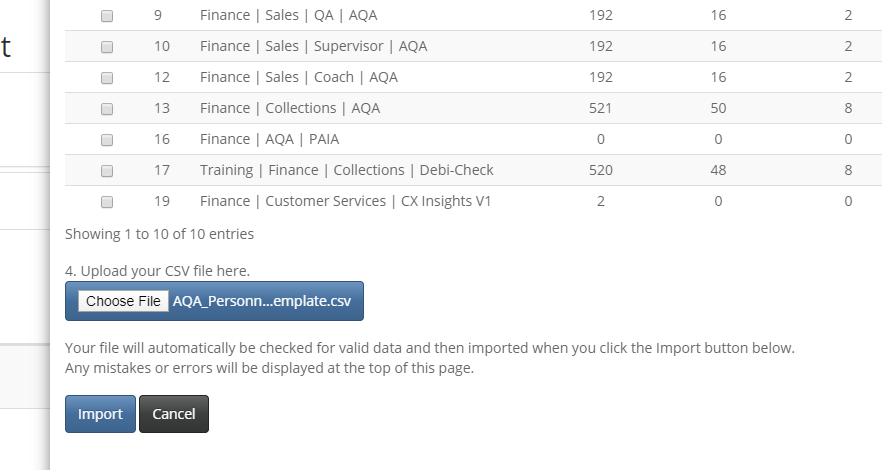 9 Finance | Sales | QA | AQA 192 16 2
t
10 Finance | Sales | Supervisor | AQA 192 16 2
12 Finance | Sales | Coach | AQA 192 16 2
13 Finance | Collections | AQA 521 50 8
16 Finance | AQA | PAIA 0 0 0
17 Training | Finance | Collections | Debi-Check 520 48 8
19 Finance | Customer Services | CX Insights V1 2 0 0
Showing 1 to 10 of 10 entries
4. Upload your CSV file here.
Choose File AQA_Personn...emplate.csv
Your file will automatically be checked for valid data and then imported when you click the Import button below.
Any mistakes or errors will be displayed at the top of this page.
Import Cancel